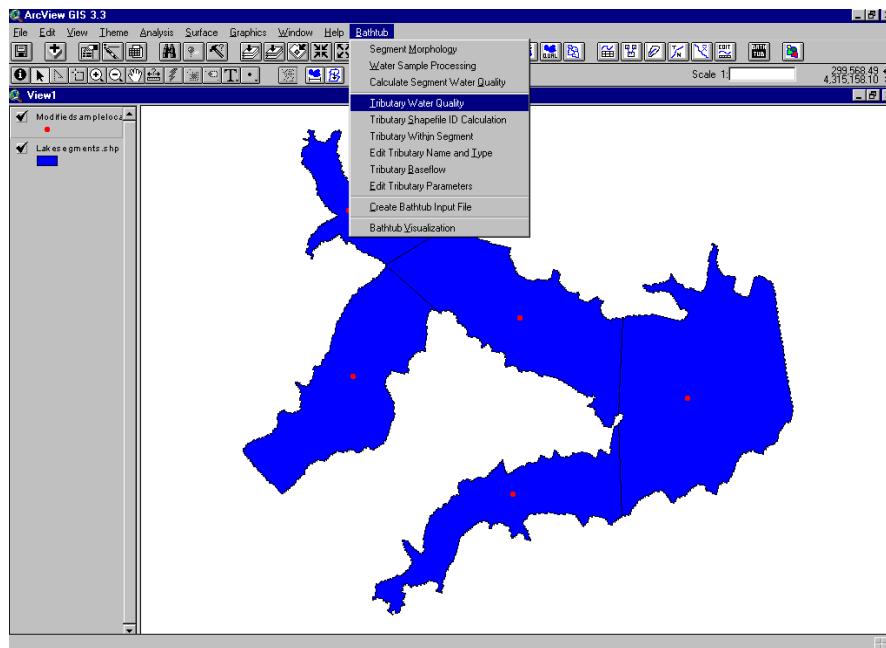 ArcView GIS 3.3
File Edit View Theme Analysis Surface Graphics Window Help Bathtub
Segment Morphology
Water Sample Processing
Calculate Segment Water Quality
Tributary Water Quality
Tributary Shapefile ID Calculation
Tributary Within Segment
Edit Tributary Name and Type
Tributary Baseflow
Edit Tributary Parameters
Create Bathtub Input File
Bathtub Visualization
Scale 1:
299,568.49
4,315,158.10
View1
Modifiedsampleloca
Lakesegments.shp